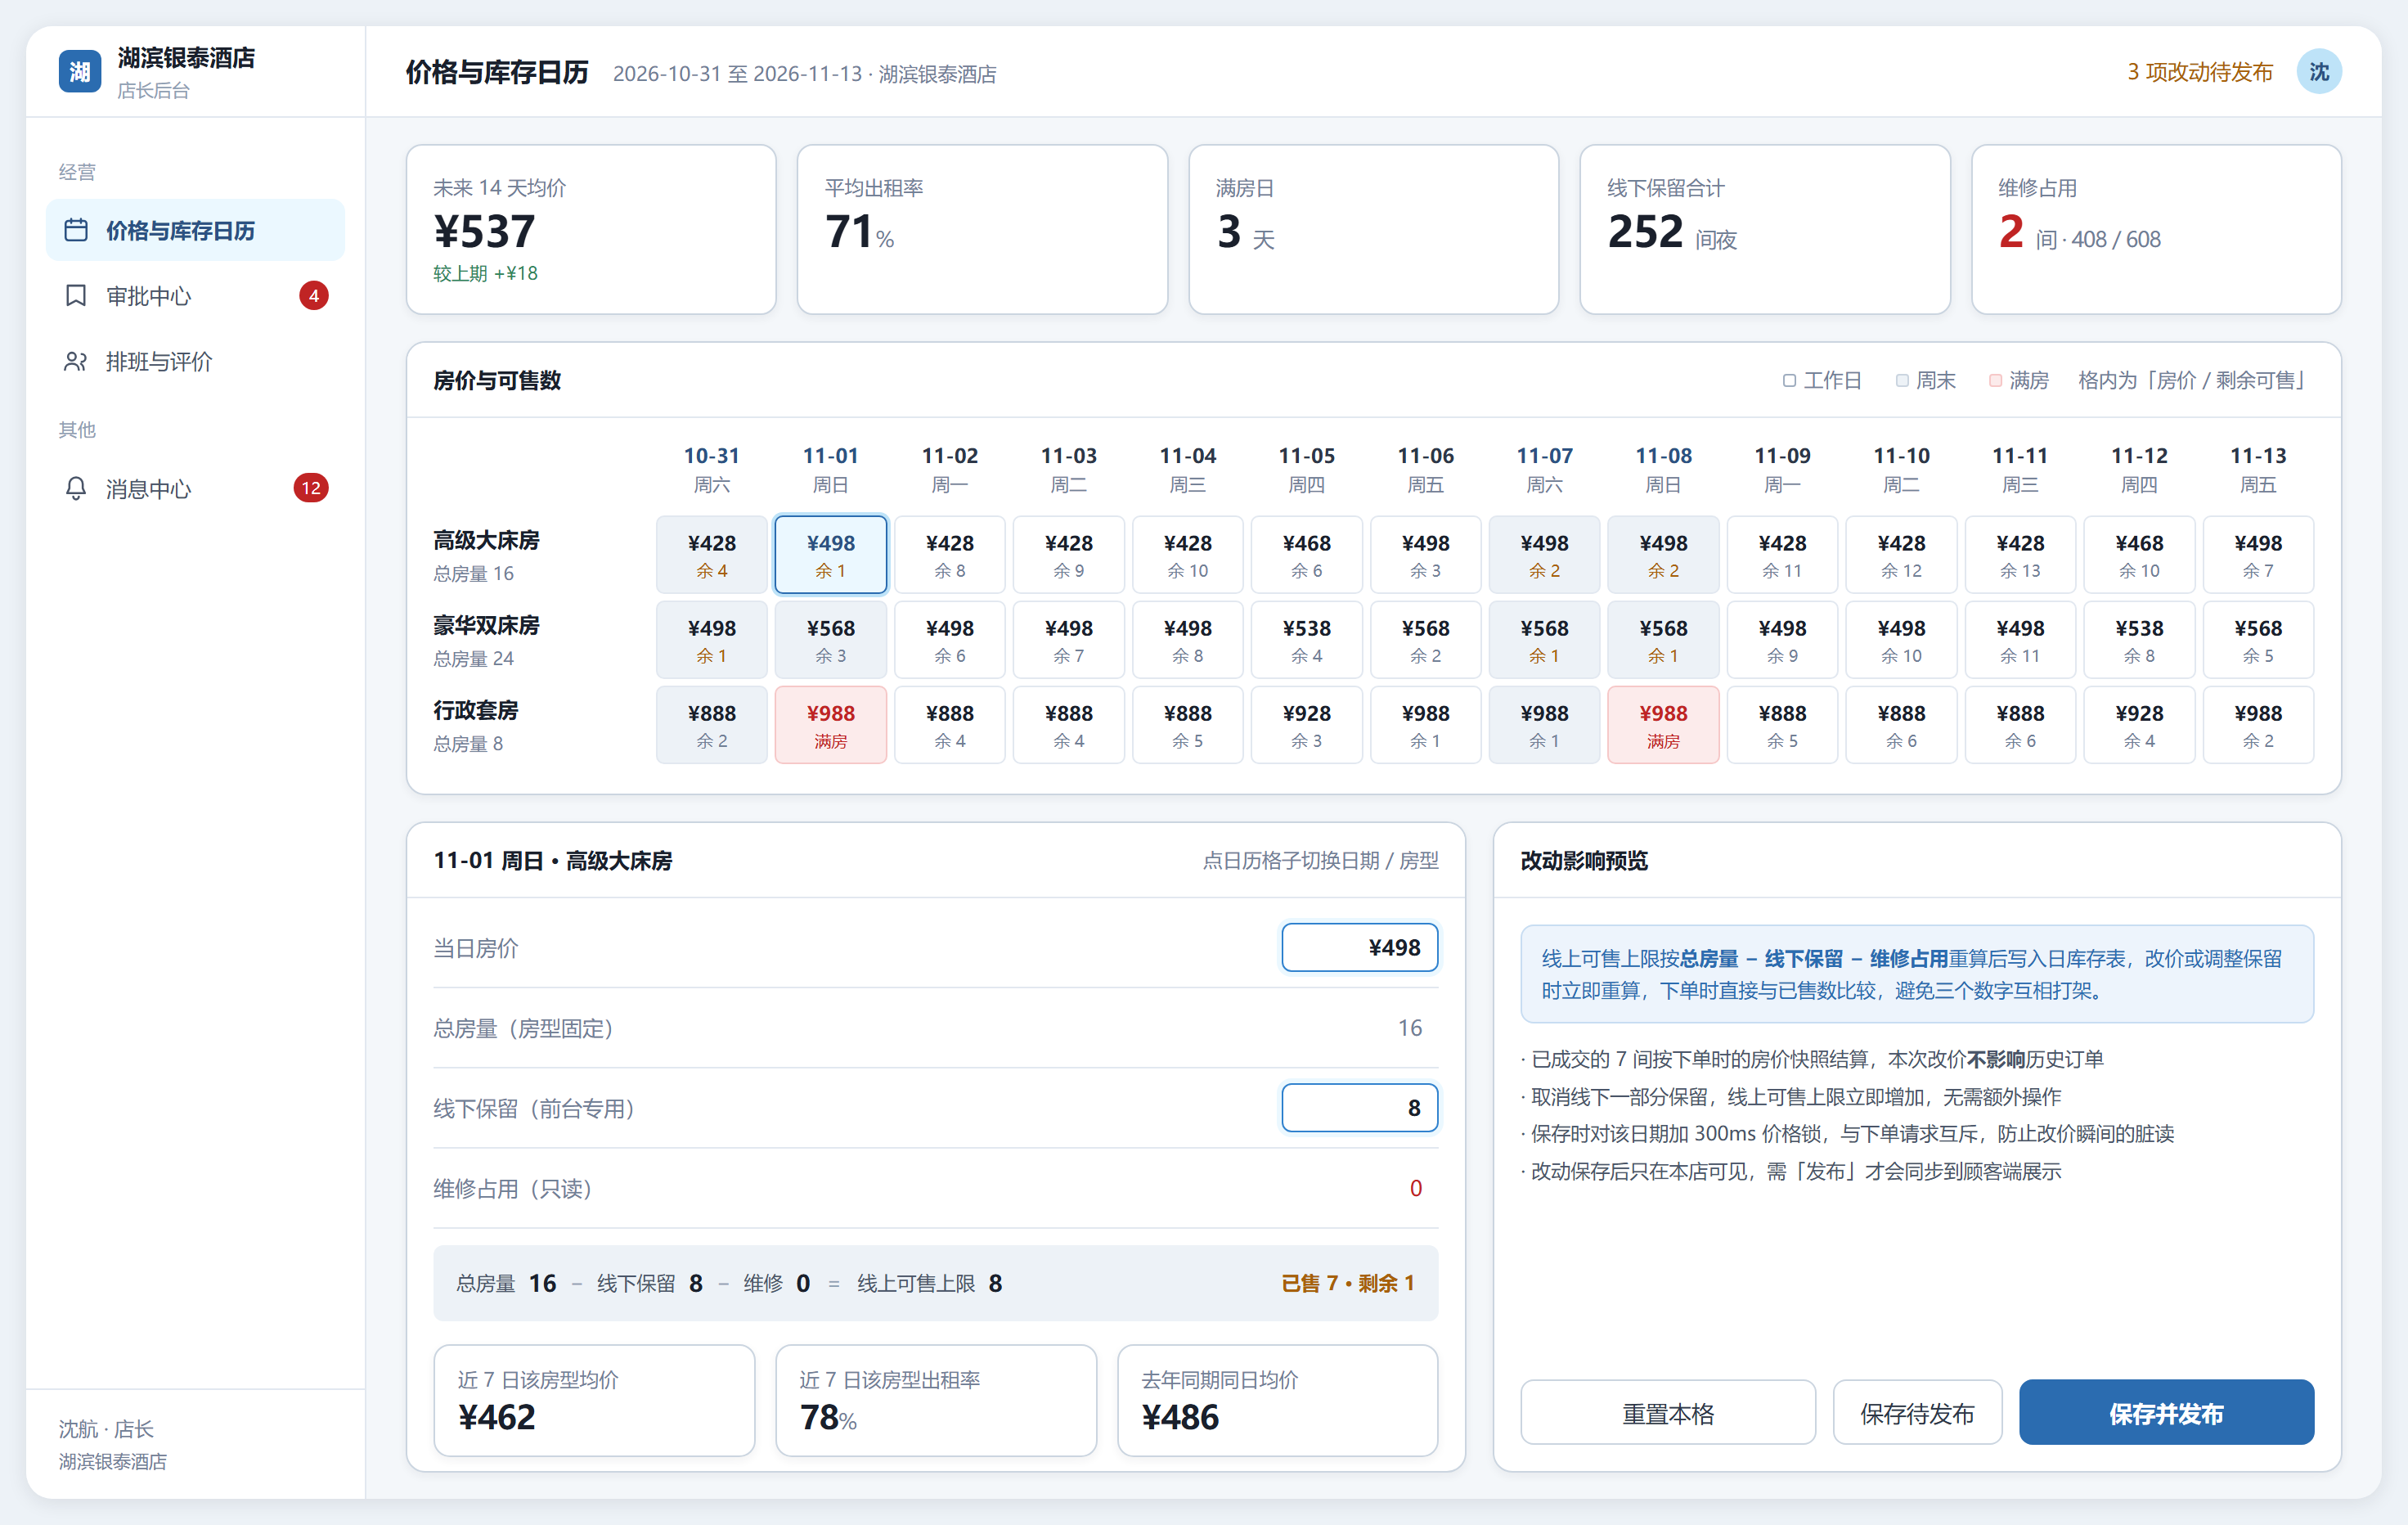 湖
湖滨银泰酒店
店长后台
价格与库存日历
2026-10-31 至 2026-11-13 · 湖滨银泰酒店
3 项改动待发布
沈
经营
价格与库存日历
审批中心
4
排班与评价
其他
消息中心
12
沈航 · 店长
湖滨银泰酒店
未来 14 天均价
¥537
较上期 +¥18
平均出租率
71%
满房日
3 天
线下保留合计
252 间夜
维修占用
2 间 · 408 / 608
房价与可售数
工作日 周末 满房 格内为「房价 / 剩余可售」
10-31 11-01 11-02 11-03 11-04 11-05 11-06 11-07 11-08 11-09 11-10 11-11 11-12 11-13
周六 周日 周一 周二 周三 周四 周五 周六 周日 周一 周二 周三 周四 周五
高级大床房 ¥428 ¥498 ¥428 ¥428 ¥428 ¥468 ¥498 ¥498 ¥498 ¥428 ¥428 ¥428 ¥468 ¥498
总房量 16 余 4 余 1 余 8 余 9 余 10 余 6 余 3 余 2 余 2 余 11 余 12 余 13 余 10 余 7
豪华双床房 ¥498 ¥568 ¥498 ¥498 ¥498 ¥538 ¥568 ¥568 ¥568 ¥498 ¥498 ¥498 ¥538 ¥568
总房量 24 余 1 余 3 余 6 余 7 余 8 余 4 余 2 余 1 余 1 余 9 余 10 余 11 余 8 余 5
行政套房 ¥888 ¥988 ¥888 ¥888 ¥888 ¥928 ¥988 ¥988 ¥988 ¥888 ¥888 ¥888 ¥928 ¥988
总房量 8 余 2 满房 余 4 余 4 余 5 余 3 余 1 余 1 满房 余 5 余 6 余 6 余 4 余 2
11-01 周日 • 高级大床房
点日历格子切换日期 / 房型
当日房价 ¥498
总房量（房型固定） 16
线下保留（前台专用） 8
维修占用（只读） 0
总房量 16 − 线下保留 8 − 维修 0 = 线上可售上限 8
已售 7 • 剩余 1
近 7 日该房型均价
¥462
近 7 日该房型出租率
78%
去年同期同日均价
¥486
改动影响预览
线上可售上限按总房量 − 线下保留 − 维修占用重算后写入日库存表，改价或调整保留
时立即重算，下单时直接与已售数比较，避免三个数字互相打架。
· 已成交的 7 间按下单时的房价快照结算，本次改价不影响历史订单
· 取消线下一部分保留，线上可售上限立即增加，无需额外操作
· 保存时对该日期加 300ms 价格锁，与下单请求互斥，防止改价瞬间的脏读
· 改动保存后只在本店可见，需「发布」才会同步到顾客端展示
重置本格
保存待发布
保存并发布